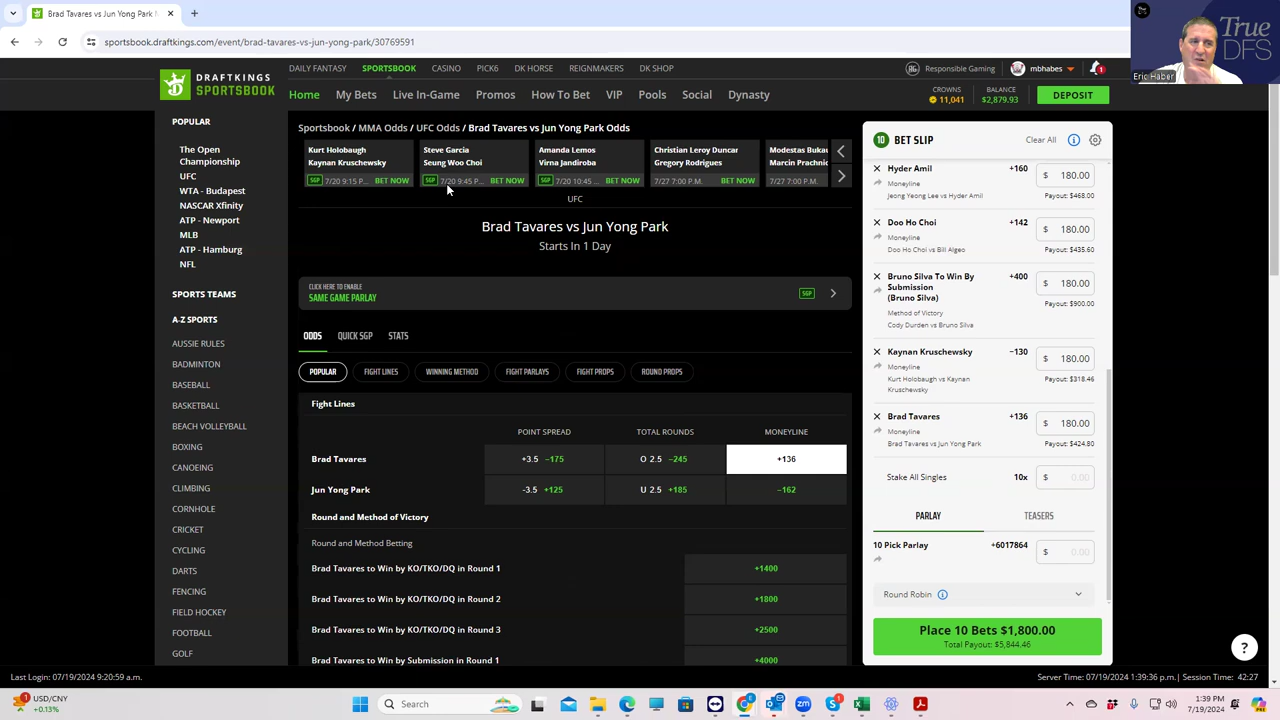 Brad Tavares vs Jun Yong Park
sportsbook.draftkings.com/event/brad-tavares-vs-jun-yong-park/30769591
True
DFS
Eric Haber
DRAFTKINGS
SPORTSBOOK
DAILY FANTASY SPORTSBOOK CASINO PICK6 DK HORSE REIGNMAKERS DK SHOP
RG Responsible Gaming mbhabes 1
Home My Bets Live In-Game Promos How To Bet VIP Pools Social Dynasty
CROWNS
11,041
BALANCE
$2,879.93
DEPOSIT
POPULAR
The Open
Championship
UFC
WTA - Budapest
NASCAR Xfinity
ATP - Newport
MLB
ATP - Hamburg
NFL
SPORTS TEAMS
A-Z SPORTS
AUSSIE RULES
BADMINTON
BASEBALL
BASKETBALL
BEACH VOLLEYBALL
BOXING
CANOEING
CLIMBING
CORNHOLE
CRICKET
CYCLING
DARTS
FENCING
FIELD HOCKEY
FOOTBALL
GOLF
Sportsbook / MMA Odds / UFC Odds / Brad Tavares vs Jun Yong Park Odds
Kurt Holobaugh
Kaynan Kruschewsky
SGP 7/20 9:15 P... BET NOW
Steve Garcia
Seung Woo Choi
SGP 7/20 9:45 P... BET NOW
Amanda Lemos
Virna Jandiroba
SGP 7/20 10:45 ... BET NOW
Christian Leroy Duncan
Gregory Rodrigues
7/27 7:00 P.M. BET NOW
Modestas Bukau
Marcin Prachnio
7/27 7:00 P.M.
UFC
Brad Tavares vs Jun Yong Park
Starts In 1 Day
CLICK HERE TO ENABLE
SAME GAME PARLAY
SGP
ODDS QUICK SGP STATS
POPULAR FIGHT LINES WINNING METHOD FIGHT PARLAYS FIGHT PROPS ROUND PROPS
Fight Lines
POINT SPREAD TOTAL ROUNDS MONEYLINE
Brad Tavares +3.5 −175 O 2.5 −245 +136
Jun Yong Park -3.5 +125 U 2.5 +185 −162
Round and Method of Victory
Round and Method Betting
Brad Tavares to Win by KO/TKO/DQ in Round 1 +1400
Brad Tavares to Win by KO/TKO/DQ in Round 2 +1800
Brad Tavares to Win by KO/TKO/DQ in Round 3 +2500
Brad Tavares to Win by Submission in Round 1 +4000
10 BET SLIP Clear All
Hyder Amil +160 $ 180.00
Moneyline
Jeong Yeong Lee vs Hyder Amil Payout: $468.00
Doo Ho Choi +142 $ 180.00
Moneyline
Doo Ho Choi vs Bill Algeo Payout: $435.60
Bruno Silva To Win By +400 $ 180.00
Submission
(Bruno Silva) Payout: $900.00
Method of Victory
Cody Durden vs Bruno Silva
Kaynan Kruschewsky −130 $ 180.00
Moneyline
Kurt Holobaugh vs Kaynan Payout: $318.46
Kruschewsky
Brad Tavares +136 $ 180.00
Moneyline
Brad Tavares vs Jun Yong Park Payout: $424.80
Stake All Singles 10x $ 0.00
PARLAY TEASERS
10 Pick Parlay +6017864 $ 0.00
Round Robin
Place 10 Bets $1,800.00
Total Payout: $5,844.46
?
Last Login: 07/19/2024 9:20:59 a.m.
Server Time: 07/19/2024 1:39:36 p.m. | Session Time: 42:27
USD/CNY
+0.13%
Search
1:39 PM
7/19/2024